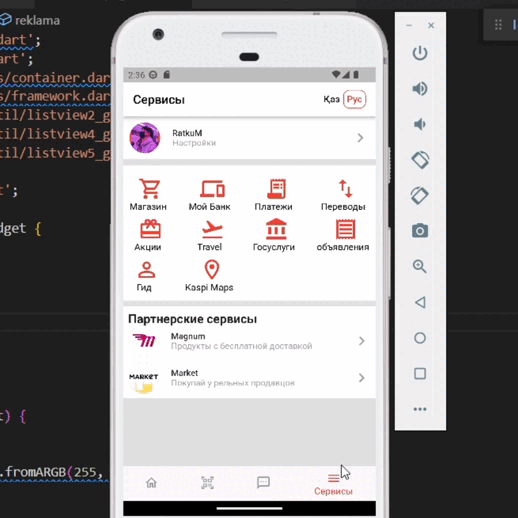 reklama
dart';
art';
s/container.dar
s/framework.dar
til/listview2_g
til/listview4_g
til/listview5_g
';
dget {
t) {
.fromARGB(255,
2:36
Сервисы
Қаз Рус
RatkuM
Настройки
Магазин Мой Банк Платежи Переводы
Акции Travel Госуслуги объявления
Гид Kaspi Maps
Партнерские сервисы
Magnum
Продукты с бесплатной доставкой
MARKET
Market
Покупай у рельных продавцов
Сервисы